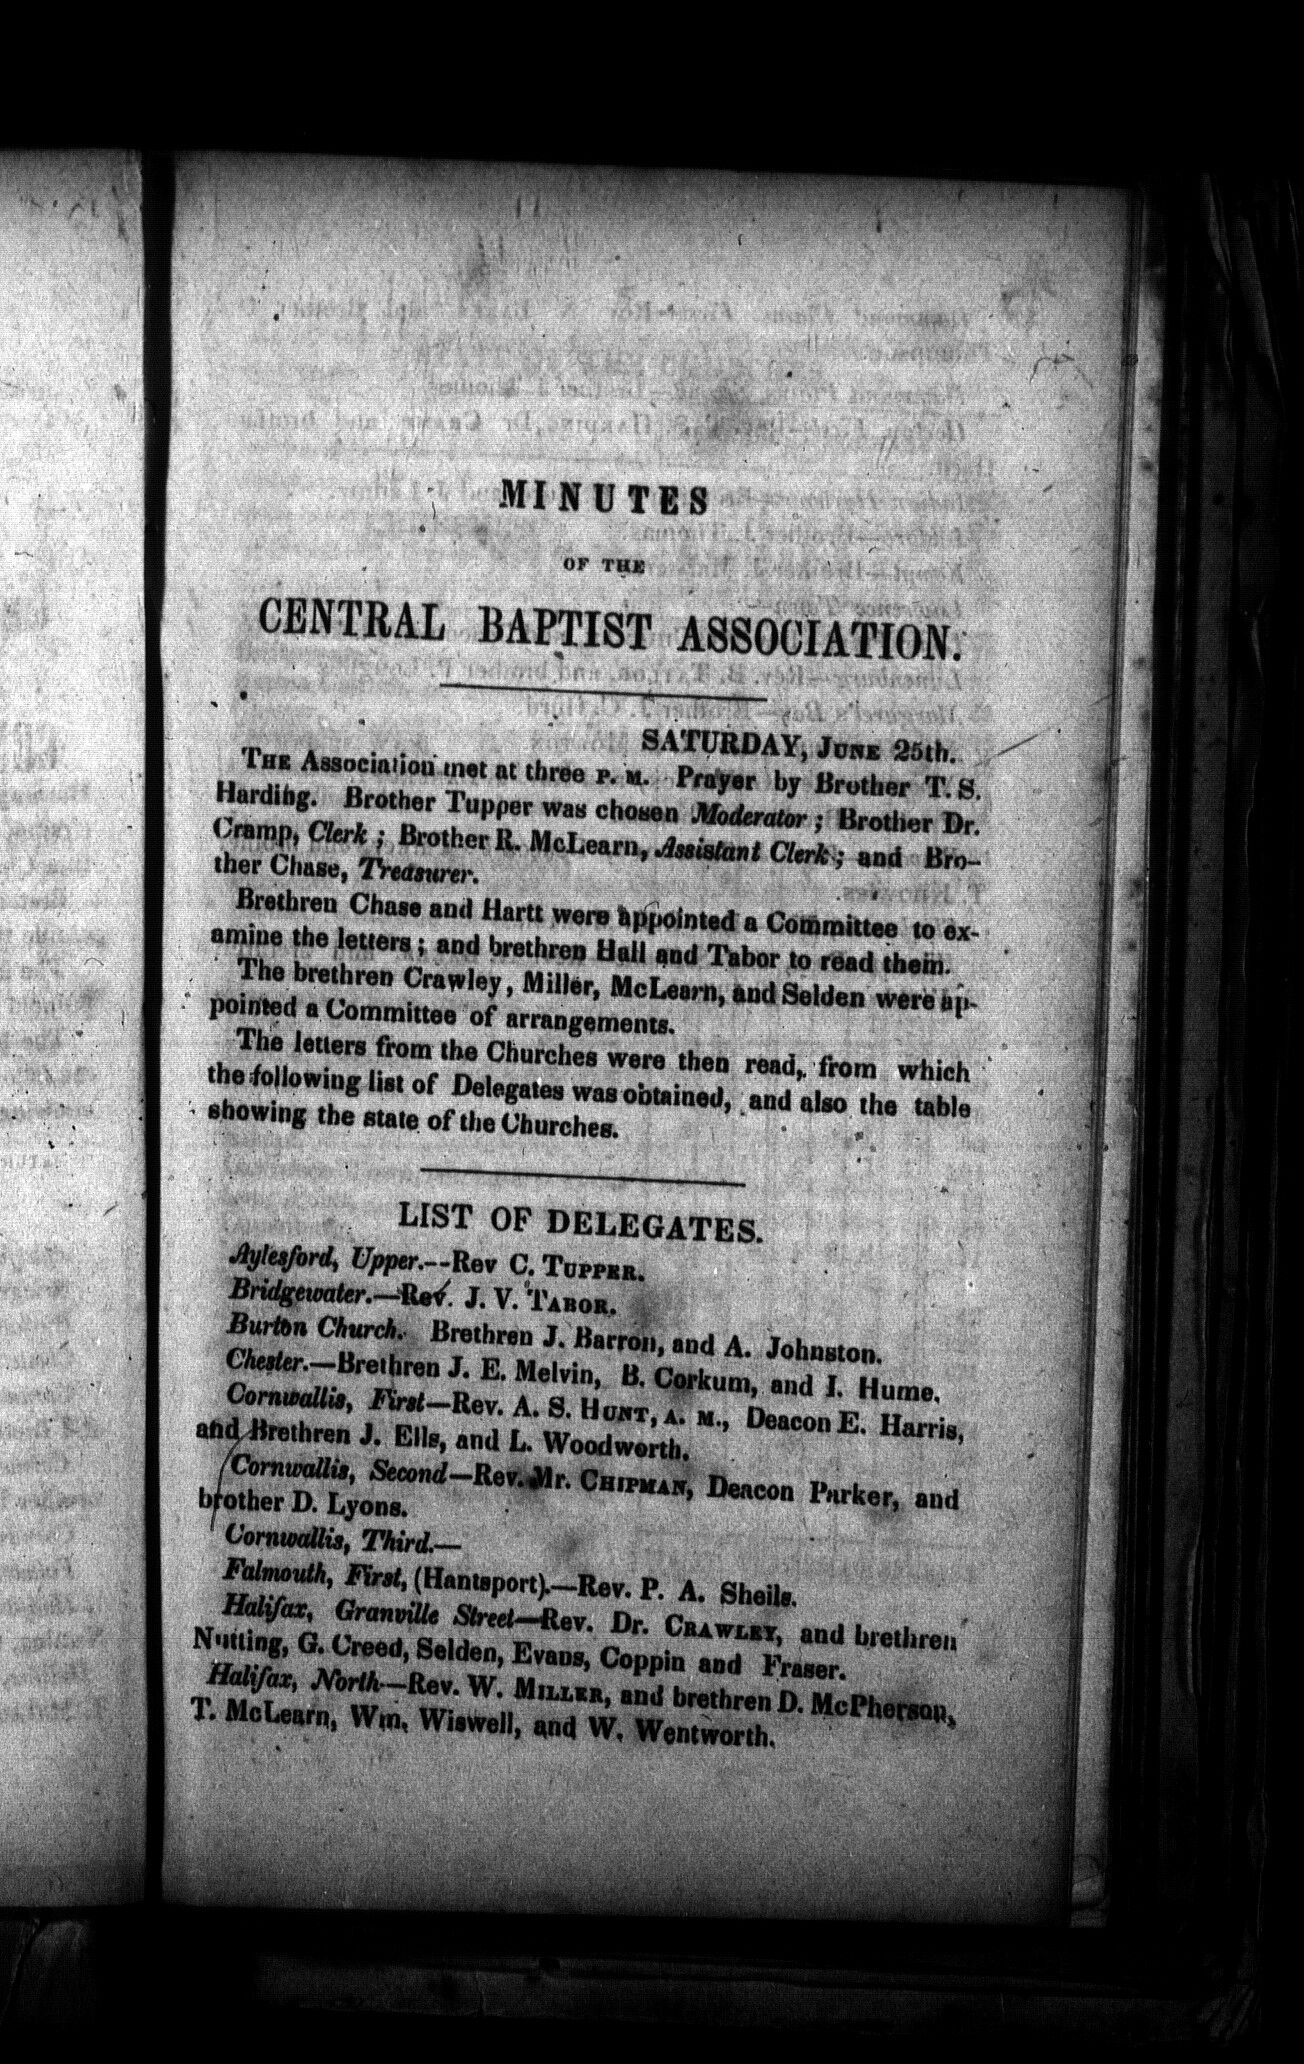 MINUTES
OF THE
CENTRAL BAPTIST ASSOCIATION.
SATURDAY, JUNE 25th.
THE Association met at three P. M. Prayer by Brother T. S.
Harding. Brother Tupper was chosen Moderator; Brother Dr.
Cramp, Clerk; Brother R. McLearn, Assistant Clerk; and Bro-
ther Chase, Treasurer.
Brethren Chase and Hartt were appointed a Committee to ex-
amine the letters; and brethren Hall and Tabor to read them.
The brethren Crawley, Miller, McLearn, and Selden were ap-
pointed a Committee of arrangements.
The letters from the Churches were then read, from which
the following list of Delegates was obtained, and also the table
showing the state of the Churches.
LIST OF DELEGATES.
Aylesford, Upper.--Rev C. TUPPER.
Bridgewater.—Rev. J. V. TABOR.
Burton Church. Brethren J. Barron, and A. Johnston.
Chester.—Brethren J. E. Melvin, B. Corkum, and I. Hume.
Cornwallis, First—Rev. A. S. HUNT, A. M., Deacon E. Harris,
and Brethren J. Ells, and L. Woodworth.
Cornwallis, Second—Rev. Mr. CHIPMAN, Deacon Parker, and
brother D. Lyons.
Cornwallis, Third.—
Falmouth, First, (Hantsport).—Rev. P. A. Sheils.
Halifax, Granville Street—Rev. Dr. CRAWLEY, and brethren
Nutting, G. Creed, Selden, Evans, Coppin and Fraser.
Halifax, North—Rev. W. MILLER, and brethren D. McPherson,
T. McLearn, Wm. Wiswell, and W. Wentworth.